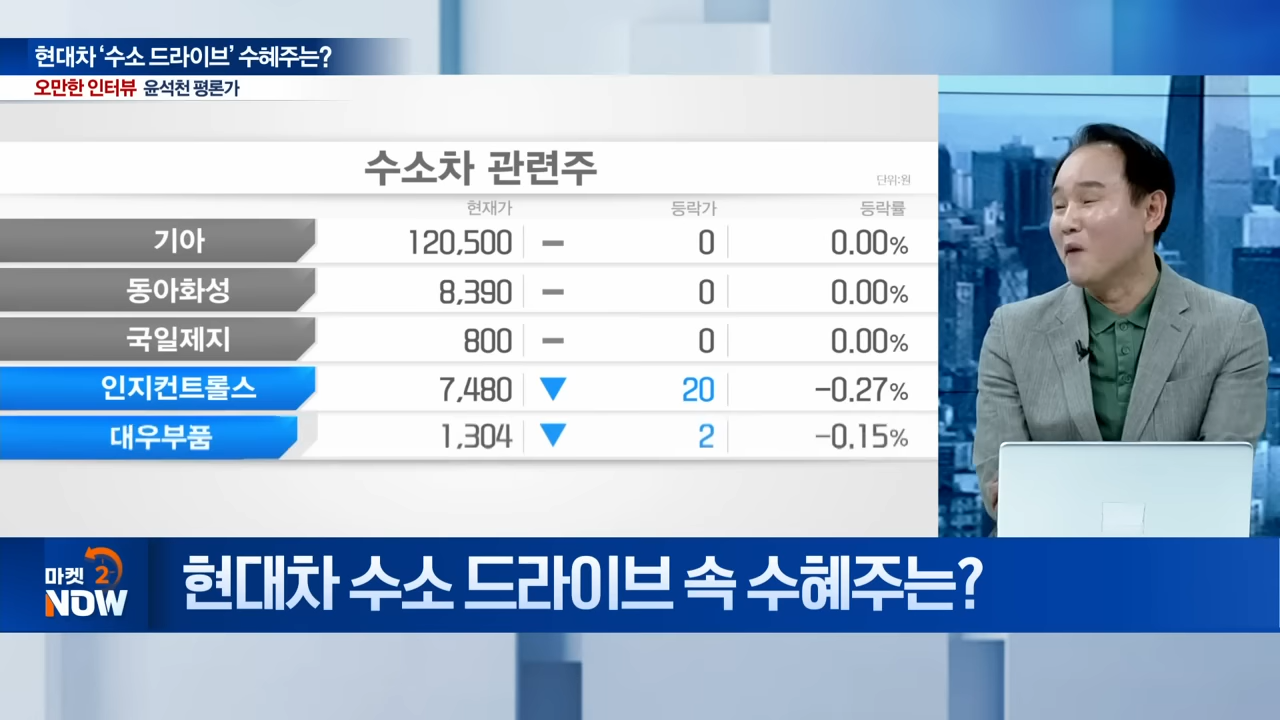 현대차 ‘수소 드라이브’ 수혜주는?
오만한 인터뷰 윤석천 평론가
수소차 관련주
단위:원
현재가 등락가 등락률
기아 120,500 0 0.00%
동아화성 8,390 0 0.00%
국일제지 800 0 0.00%
인지컨트롤스 7,480 ▼ 20 -0.27%
대우부품 1,304 ▼ 2 -0.15%
마켓 2
NOW
현대차 수소 드라이브 속 수혜주는?